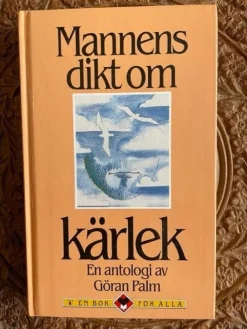 Mannens
dikt om
kärlek
En antologi av
Göran Palm
EN BOK FÖR ALLA